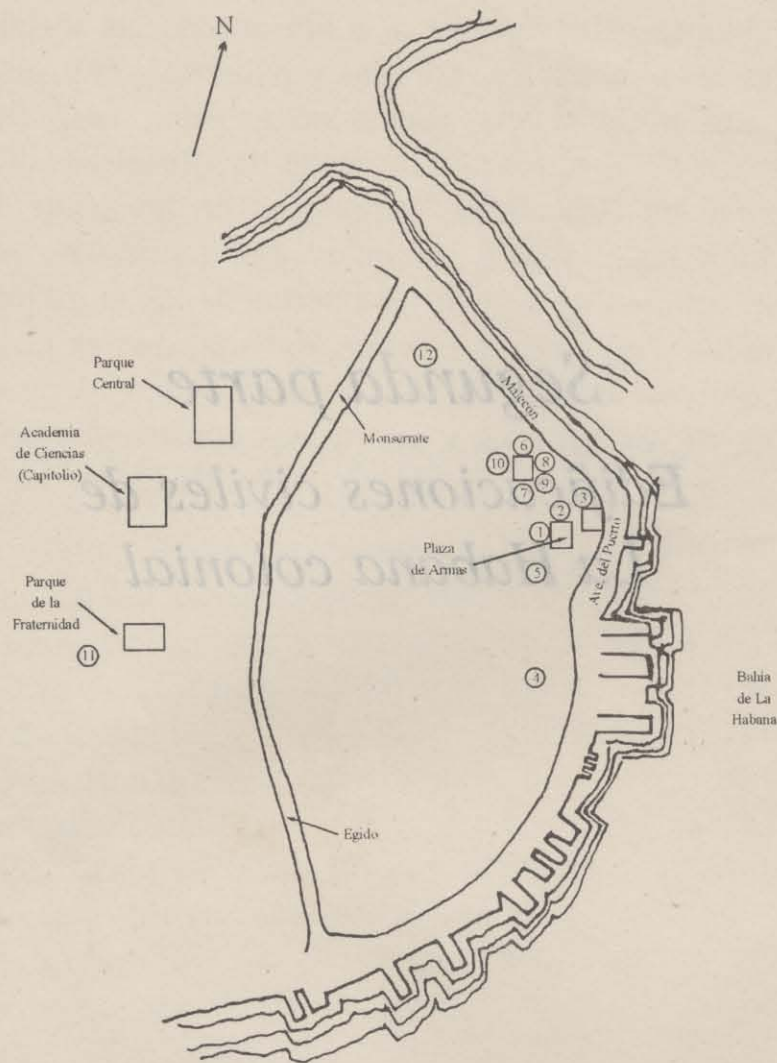 N
Parque
Central
Academia
de Ciencias
(Capitolio)
Parque
de la
Fraternidad
11
12
Monserrate
Malecón
6
10
8
9
7
3
2
1
Plaza
de Armas
5
Ave. del Puerto
4
Bahía
de La
Habana
Egido
Segunda parte
Edificaciones civiles de
La Habana colonial